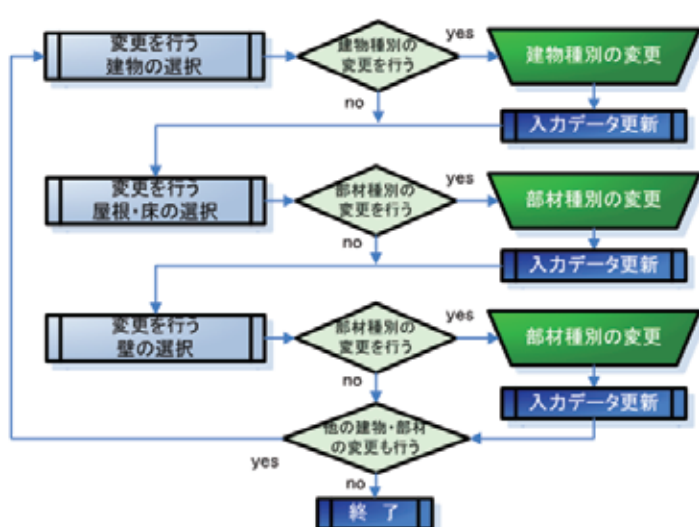 変更を行う
建物の選択
建物種別の
変更を行う
yes
建物種別の変更
no
入力データ更新
変更を行う
屋根・床の選択
部材種別の
変更を行う
yes
部材種別の変更
no
入力データ更新
変更を行う
壁の選択
部材種別の
変更を行う
yes
部材種別の変更
no
入力データ更新
他の建物・部材
の変更も行う
yes
no
終 了